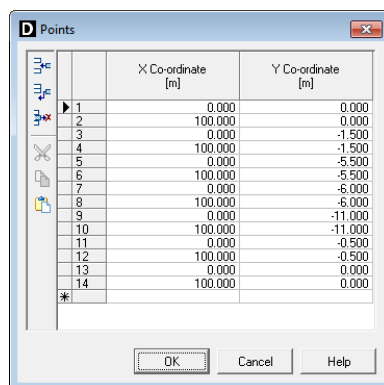 D Points
X Co-ordinate Y Co-ordinate
[m] [m]
1 0.000 0.000
2 100.000 0.000
3 0.000 -1.500
4 100.000 -1.500
5 0.000 -5.500
6 100.000 -5.500
7 0.000 -6.000
8 100.000 -6.000
9 0.000 -11.000
10 100.000 -11.000
11 0.000 -0.500
12 100.000 -0.500
13 0.000 0.000
14 100.000 0.000
OK Cancel Help